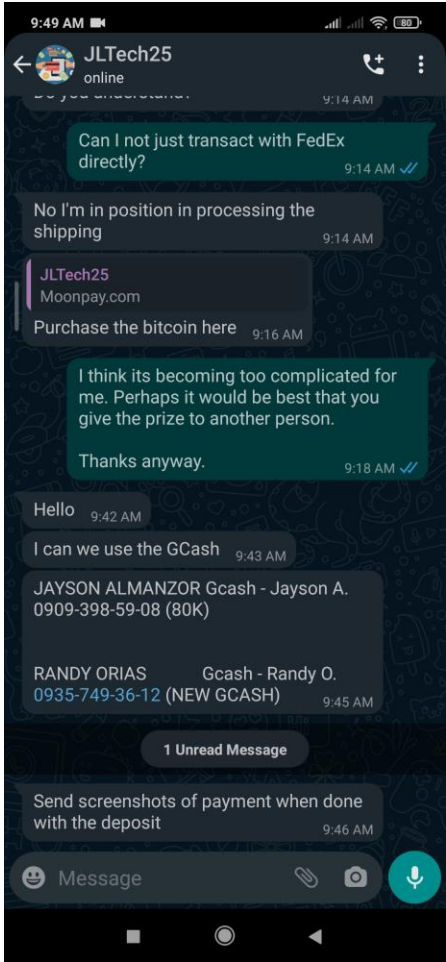 9:49 AM
80
JLTech25
online
Do you understand?
9:14 AM
Can I not just transact with FedEx
directly?
9:14 AM
No I'm in position in processing the
shipping
9:14 AM
JLTech25
Moonpay.com
Purchase the bitcoin here 9:16 AM
I think its becoming too complicated for
me. Perhaps it would be best that you
give the prize to another person.
Thanks anyway.
9:18 AM
Hello 9:42 AM
I can we use the GCash 9:43 AM
JAYSON ALMANZOR Gcash - Jayson A.
0909-398-59-08 (80K)
RANDY ORIAS Gcash - Randy O.
0935-749-36-12 (NEW GCASH)
9:45 AM
1 Unread Message
Send screenshots of payment when done
with the deposit
9:46 AM
Message